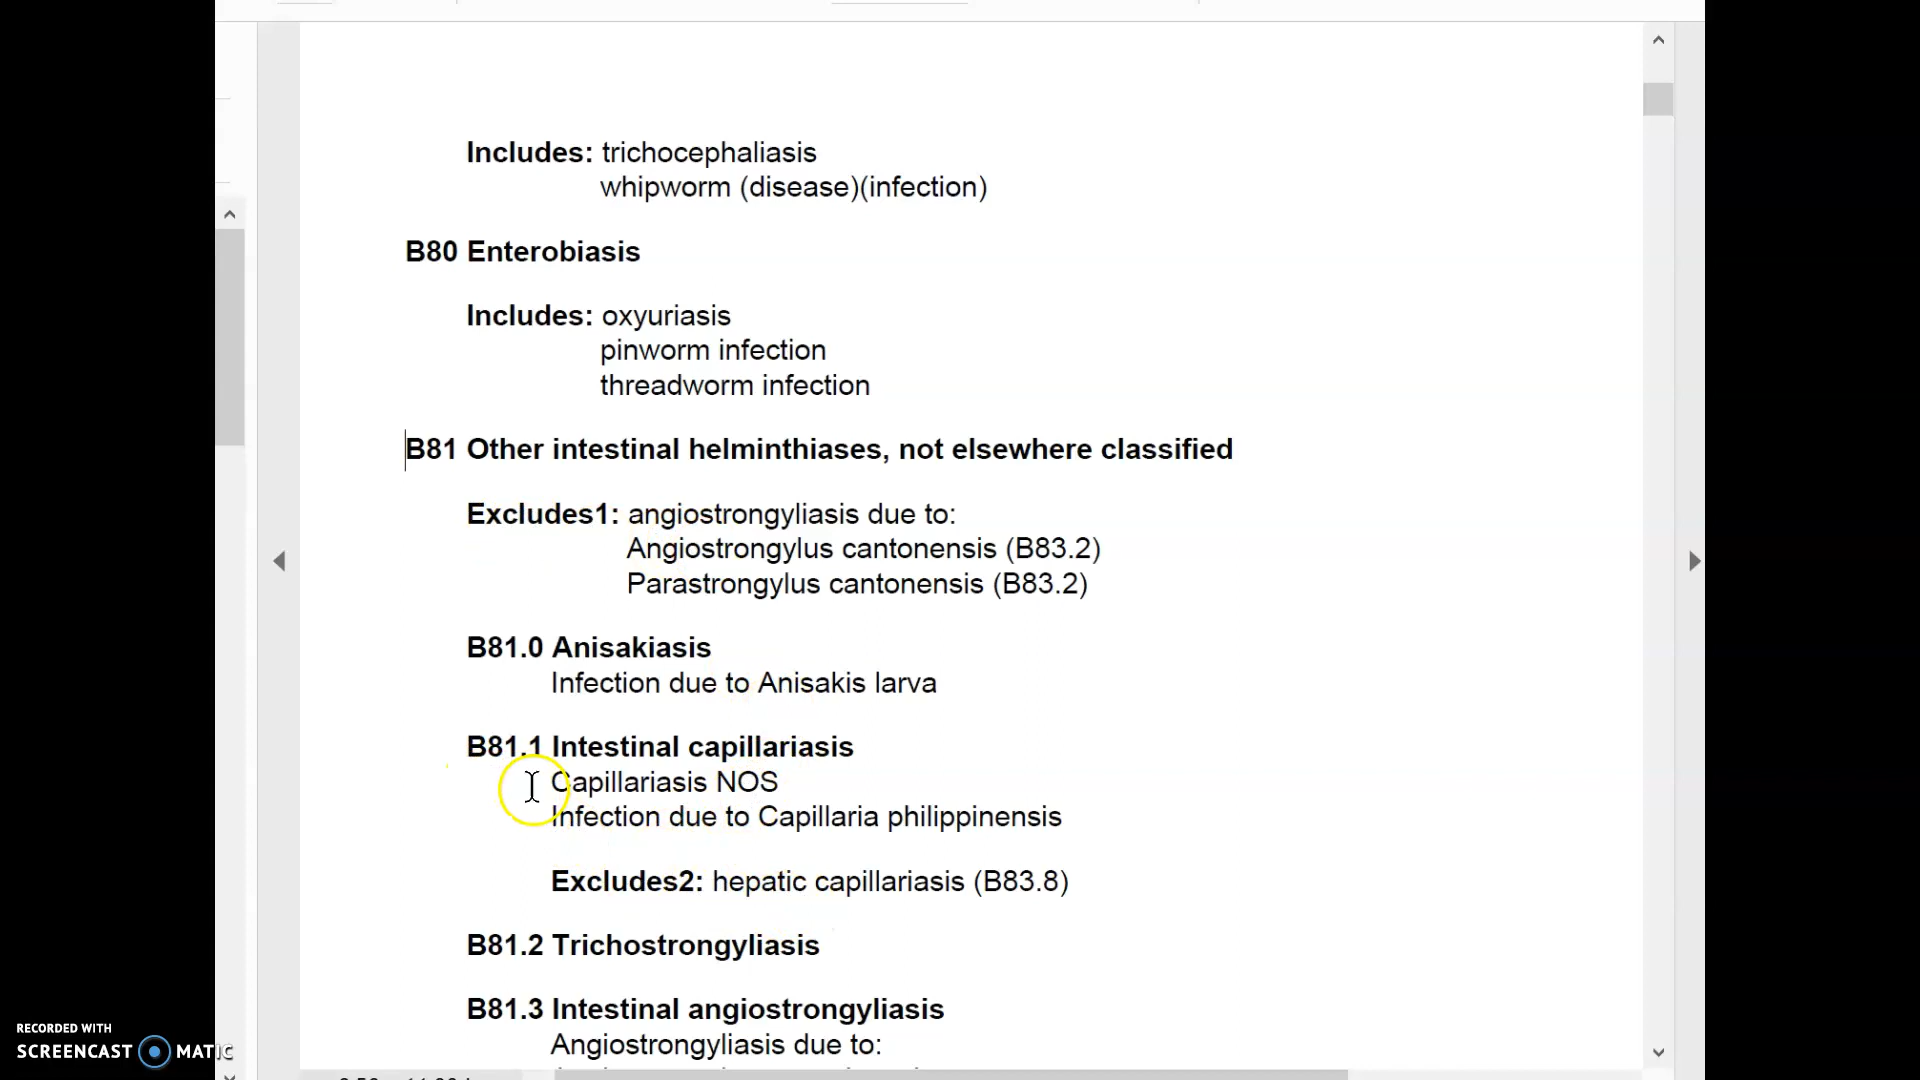 Includes: trichocephaliasis
whipworm (disease)(infection)
B80 Enterobiasis
Includes: oxyuriasis
pinworm infection
threadworm infection
B81 Other intestinal helminthiases, not elsewhere classified
Excludes1: angiostrongyliasis due to:
Angiostrongylus cantonensis (B83.2)
Parastrongylus cantonensis (B83.2)
B81.0 Anisakiasis
Infection due to Anisakis larva
B81.1 Intestinal capillariasis
Capillariasis NOS
Infection due to Capillaria philippinensis
Excludes2: hepatic capillariasis (B83.8)
B81.2 Trichostrongyliasis
B81.3 Intestinal angiostrongyliasis
Angiostrongyliasis due to:
RECORDED WITH
SCREENCAST MATIC